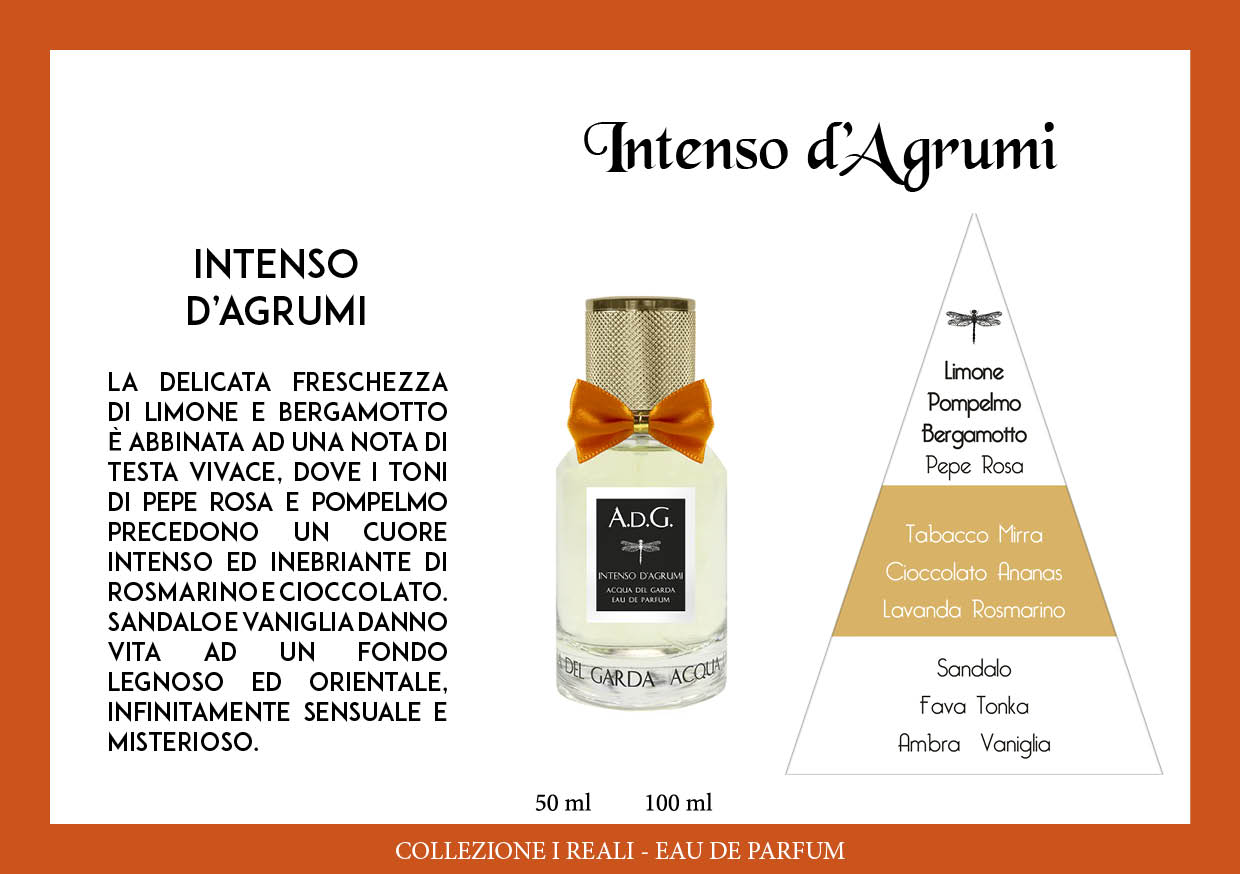 Intenso d'Agrumi
INTENSO
D'AGRUMI
LA DELICATA FRESCHEZZA
DI LIMONE E BERGAMOTTO
È ABBINATA AD UNA NOTA DI
TESTA VIVACE, DOVE I TONI
DI PEPE ROSA E POMPELMO
PRECEDONO UN CUORE
INTENSO ED INEBRIANTE DI
ROSMARINO E CIOCCOLATO.
SANDALO E VANIGLIA DANNO
VITA AD UN FONDO
LEGNOSO ED ORIENTALE,
INFINITAMENTE SENSUALE E
MISTERIOSO.
A.D.G.
INTENSO D'AGRUMI
ACQUA DEL GARDA
EAU DE PARFUM
A DEL GARDA ACQUA
Limone
Pompelmo
Bergamotto
Pepe Rosa
Tabacco Mirra
Cioccolato Ananas
Lavanda Rosmarino
Sandalo
Fava Tonka
Ambra Vaniglia
50 ml 100 ml
COLLEZIONE I REALI - EAU DE PARFUM